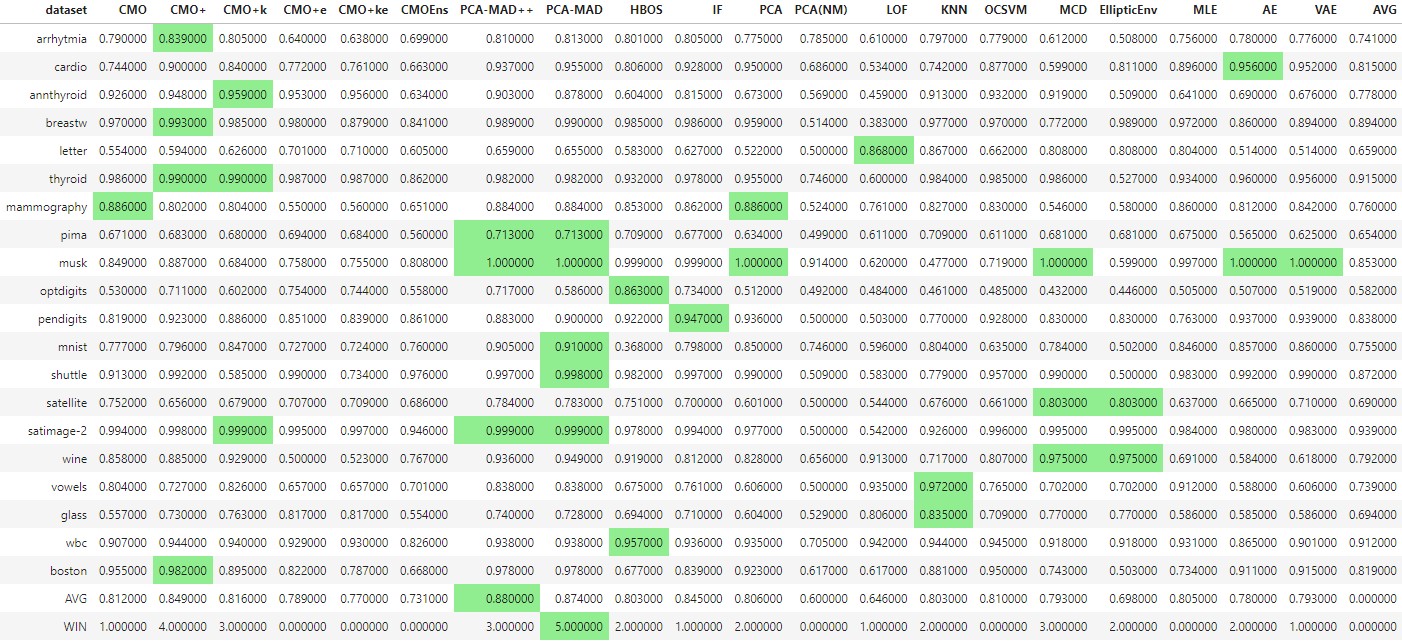 dataset CMO CMO+ CMO+k CMO+e CMO+ke CMOEns PCA-MAD++ PCA-MAD HBOS IF PCA PCA(NM) LOF KNN OCSVM MCD EllipticEnv MLE AE VAE AVG
arrhytmia 0.790000 0.839000 0.805000 0.640000 0.638000 0.699000 0.810000 0.813000 0.801000 0.805000 0.775000 0.785000 0.610000 0.797000 0.779000 0.612000 0.508000 0.756000 0.780000 0.776000 0.741000
cardio 0.744000 0.900000 0.840000 0.772000 0.761000 0.663000 0.937000 0.955000 0.806000 0.928000 0.950000 0.686000 0.534000 0.742000 0.877000 0.599000 0.811000 0.896000 0.956000 0.952000 0.815000
annthyroid 0.926000 0.948000 0.959000 0.953000 0.956000 0.634000 0.903000 0.876000 0.604000 0.815000 0.673000 0.569000 0.459000 0.913000 0.932000 0.919000 0.509000 0.641000 0.690000 0.676000 0.778000
breastw 0.970000 0.993000 0.985000 0.980000 0.879000 0.841000 0.989000 0.990000 0.985000 0.986000 0.959000 0.514000 0.383000 0.977000 0.970000 0.772000 0.989000 0.972000 0.860000 0.894000 0.894000
letter 0.554000 0.594000 0.626000 0.701000 0.710000 0.605000 0.659000 0.655000 0.583000 0.627000 0.522000 0.500000 0.868000 0.867000 0.662000 0.808000 0.808000 0.804000 0.514000 0.514000 0.659000
thyroid 0.986000 0.990000 0.990000 0.987000 0.987000 0.862000 0.982000 0.982000 0.932000 0.978000 0.955000 0.746000 0.600000 0.984000 0.985000 0.986000 0.527000 0.934000 0.960000 0.956000 0.915000
mammography 0.886000 0.802000 0.804000 0.550000 0.560000 0.651000 0.884000 0.884000 0.853000 0.862000 0.886000 0.524000 0.761000 0.827000 0.830000 0.546000 0.580000 0.860000 0.812000 0.842000 0.760000
pima 0.671000 0.683000 0.680000 0.694000 0.684000 0.560000 0.713000 0.713000 0.709000 0.677000 0.634000 0.499000 0.611000 0.709000 0.611000 0.681000 0.681000 0.675000 0.565000 0.625000 0.654000
musk 0.849000 0.887000 0.684000 0.758000 0.755000 0.808000 1.000000 1.000000 0.999000 0.999000 1.000000 0.914000 0.620000 0.477000 0.719000 1.000000 0.599000 0.997000 1.000000 1.000000 0.853000
optdigits 0.530000 0.711000 0.602000 0.754000 0.744000 0.558000 0.717000 0.586000 0.863000 0.734000 0.512000 0.492000 0.484000 0.461000 0.485000 0.432000 0.446000 0.505000 0.507000 0.519000 0.582000
pendigits 0.819000 0.923000 0.886000 0.851000 0.839000 0.861000 0.883000 0.900000 0.922000 0.947000 0.936000 0.500000 0.503000 0.770000 0.928000 0.830000 0.830000 0.763000 0.937000 0.939000 0.838000
mnist 0.777000 0.796000 0.847000 0.727000 0.724000 0.760000 0.905000 0.910000 0.368000 0.798000 0.850000 0.746000 0.596000 0.804000 0.635000 0.784000 0.502000 0.846000 0.857000 0.860000 0.755000
shuttle 0.913000 0.992000 0.585000 0.990000 0.734000 0.976000 0.997000 0.998000 0.982000 0.997000 0.990000 0.509000 0.583000 0.779000 0.957000 0.990000 0.500000 0.983000 0.992000 0.990000 0.872000
satellite 0.752000 0.656000 0.679000 0.707000 0.709000 0.686000 0.784000 0.783000 0.751000 0.700000 0.601000 0.500000 0.544000 0.676000 0.661000 0.803000 0.803000 0.637000 0.665000 0.710000 0.690000
satimage-2 0.994000 0.998000 0.999000 0.995000 0.997000 0.946000 0.999000 0.999000 0.978000 0.994000 0.977000 0.500000 0.542000 0.926000 0.996000 0.995000 0.995000 0.984000 0.980000 0.983000 0.939000
wine 0.858000 0.885000 0.929000 0.500000 0.523000 0.767000 0.936000 0.949000 0.919000 0.812000 0.828000 0.656000 0.913000 0.717000 0.807000 0.975000 0.975000 0.691000 0.584000 0.618000 0.792000
vowels 0.804000 0.727000 0.826000 0.657000 0.657000 0.701000 0.838000 0.838000 0.675000 0.761000 0.606000 0.500000 0.935000 0.972000 0.765000 0.702000 0.702000 0.912000 0.588000 0.606000 0.739000
glass 0.557000 0.730000 0.763000 0.817000 0.817000 0.554000 0.740000 0.728000 0.694000 0.710000 0.604000 0.529000 0.806000 0.835000 0.709000 0.770000 0.770000 0.586000 0.585000 0.586000 0.694000
wbc 0.907000 0.944000 0.940000 0.929000 0.930000 0.826000 0.938000 0.938000 0.957000 0.936000 0.935000 0.705000 0.942000 0.944000 0.945000 0.918000 0.918000 0.931000 0.865000 0.901000 0.912000
boston 0.955000 0.982000 0.895000 0.822000 0.787000 0.668000 0.978000 0.978000 0.677000 0.839000 0.923000 0.617000 0.617000 0.881000 0.950000 0.743000 0.503000 0.734000 0.911000 0.915000 0.819000
AVG 0.812000 0.849000 0.816000 0.789000 0.770000 0.731000 0.880000 0.874000 0.803000 0.845000 0.806000 0.600000 0.646000 0.803000 0.810000 0.793000 0.698000 0.805000 0.780000 0.793000 0.000000
WIN 1.000000 4.000000 3.000000 0.000000 0.000000 0.000000 3.000000 5.000000 2.000000 1.000000 2.000000 0.000000 1.000000 2.000000 0.000000 3.000000 2.000000 0.000000 2.000000 1.000000 0.000000